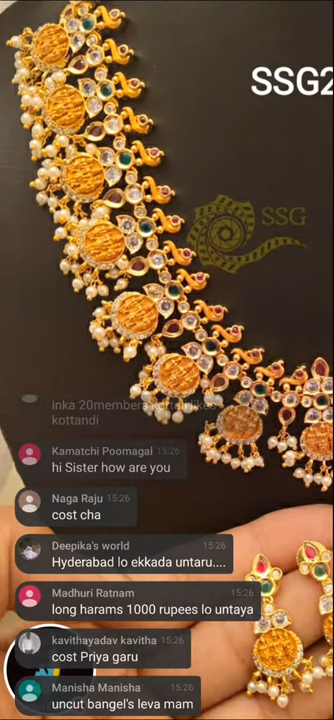 SSG2
SSG
inka 20members kottandi likes
kottandi
Kamatchi Poomagal 15:26
hi Sister how are you
Naga Raju 15:26
cost cha
Deepika's world 15:26
Hyderabad lo ekkada untaru....
Madhuri Ratnam 15:26
long harams 1000 rupees lo untaya
kavithayadav kavitha 15:26
cost Priya garu
Manisha Manisha 15:26
uncut bangel's leva mam